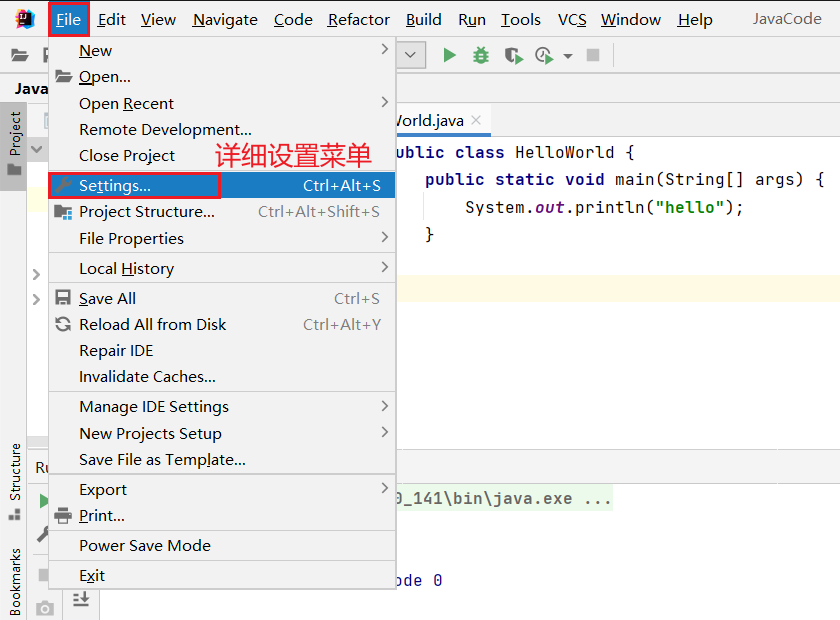 File Edit View Navigate Code Refactor Build Run Tools VCS Window Help JavaCode
Java
Project
New
Open...
Open Recent
Remote Development...
Close Project
详细设置菜单
Settings... Ctrl+Alt+S
Project Structure... Ctrl+Alt+Shift+S
File Properties
Local History
Save All Ctrl+S
Reload All from Disk Ctrl+Alt+Y
Repair IDE
Invalidate Caches...
Manage IDE Settings
New Projects Setup
Save File as Template...
Export
Print...
Power Save Mode
Exit
World.java
ublic class HelloWorld {
public static void main(String[] args) {
System.out.println("hello");
}
Structure
Bookmarks
Ru
0_141\bin\java.exe ...
ode 0